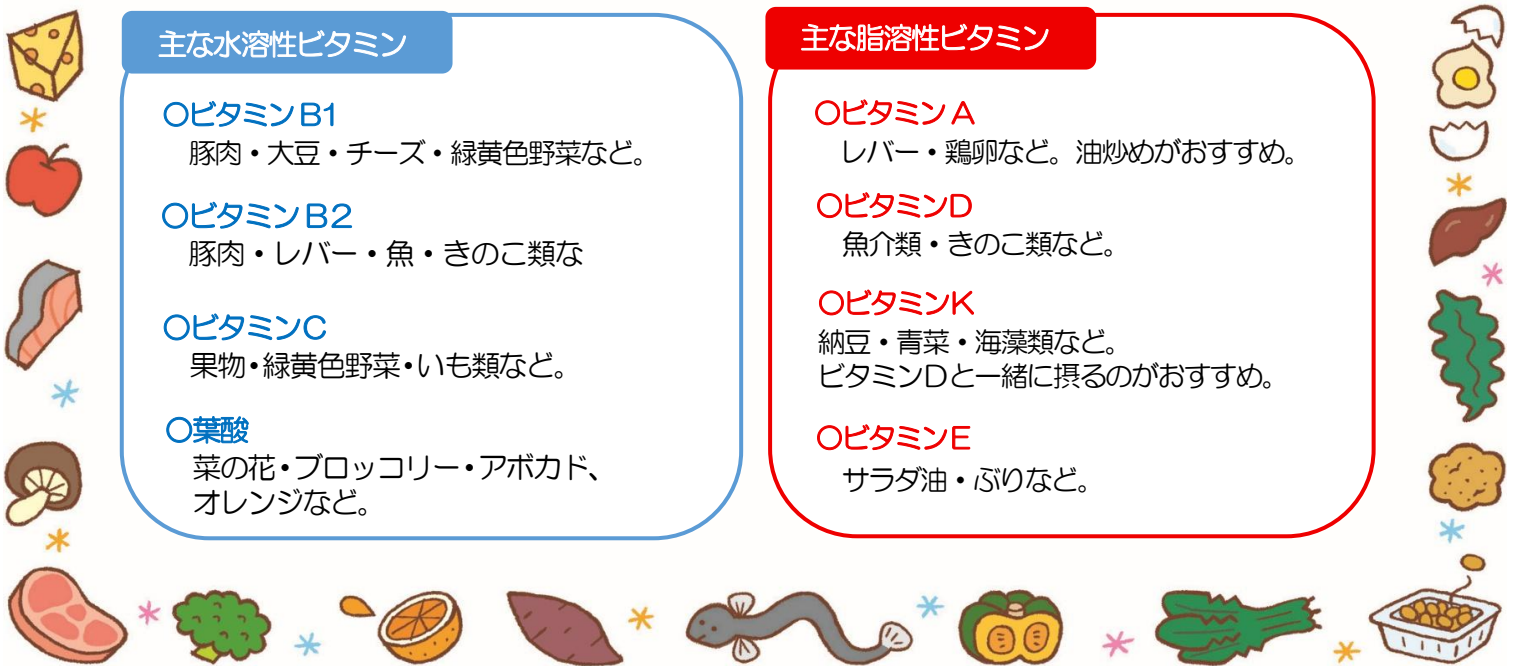 主な水溶性ビタミン
〇ビタミンB1
豚肉・大豆・チーズ・緑黄色野菜など。
〇ビタミンB2
豚肉・レバー・魚・きのこ類な
〇ビタミンC
果物・緑黄色野菜・いも類など。
〇葉酸
菜の花・ブロッコリー・アボカド、
オレンジなど。
主な脂溶性ビタミン
〇ビタミンA
レバー・鶏卵など。油炒めがおすすめ。
〇ビタミンD
魚介類・きのこ類など。
〇ビタミンK
納豆・青菜・海藻類など。
ビタミンDと一緒に摂るのがおすすめ。
〇ビタミンE
サラダ油・ぶりなど。